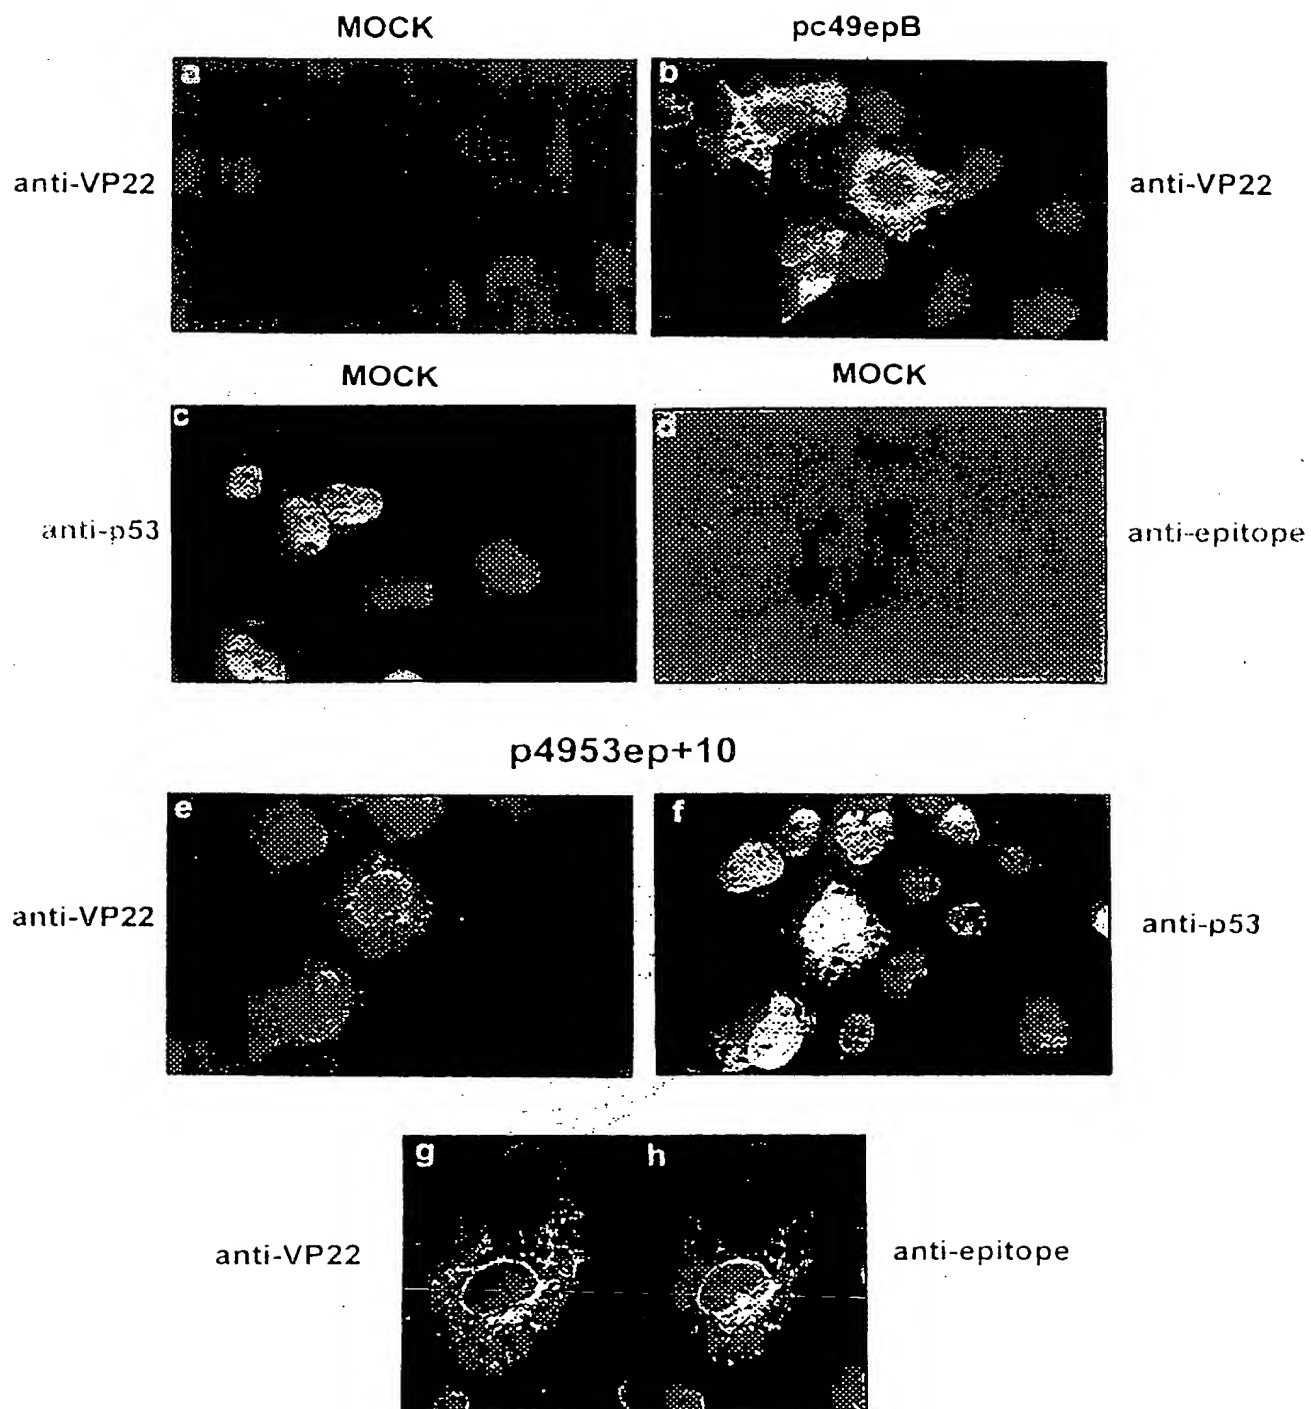 MOCK pc49epB
a b
anti-VP22 anti-VP22
MOCK MOCK
c d
anti-p53 anti-epitope
p4953ep+10
e f
anti-VP22 anti-p53
g h
anti-VP22 anti-epitope